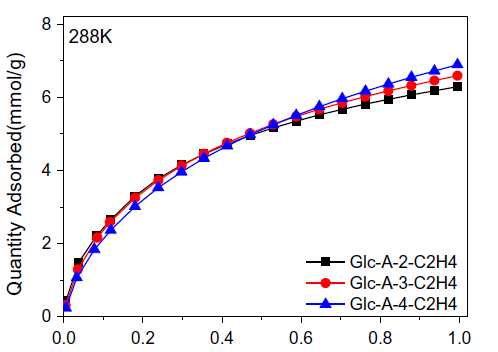 8
288K
6
4
2
0
Quantity Adsorbed(mmol/g)
Glc-A-2-C2H4
Glc-A-3-C2H4
Glc-A-4-C2H4
0.0 0.2 0.4 0.6 0.8 1.0